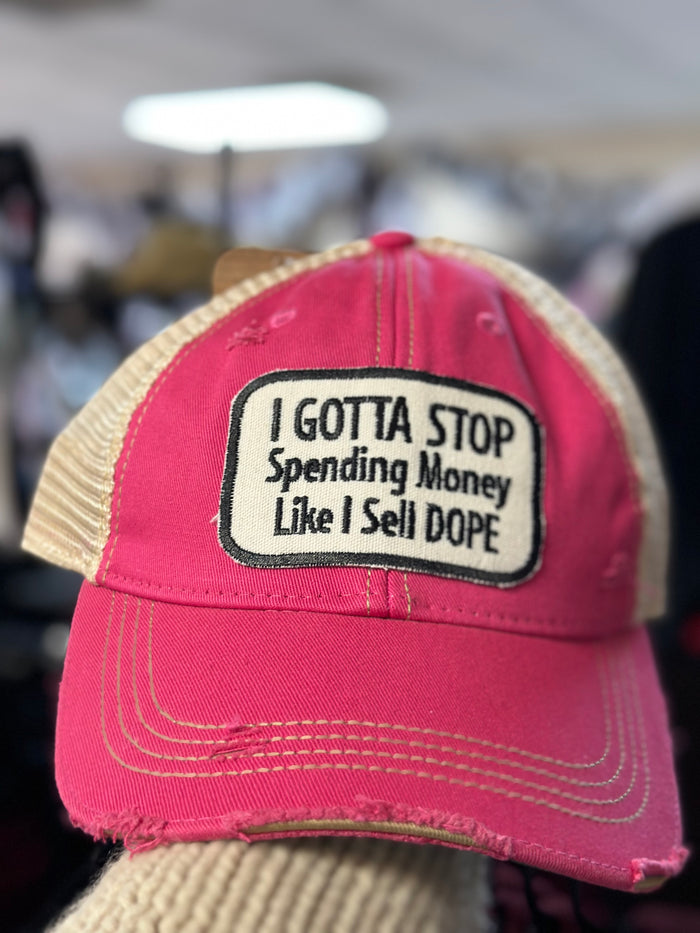 I GOTTA STOP
Spending Money
Like I Sell DOPE